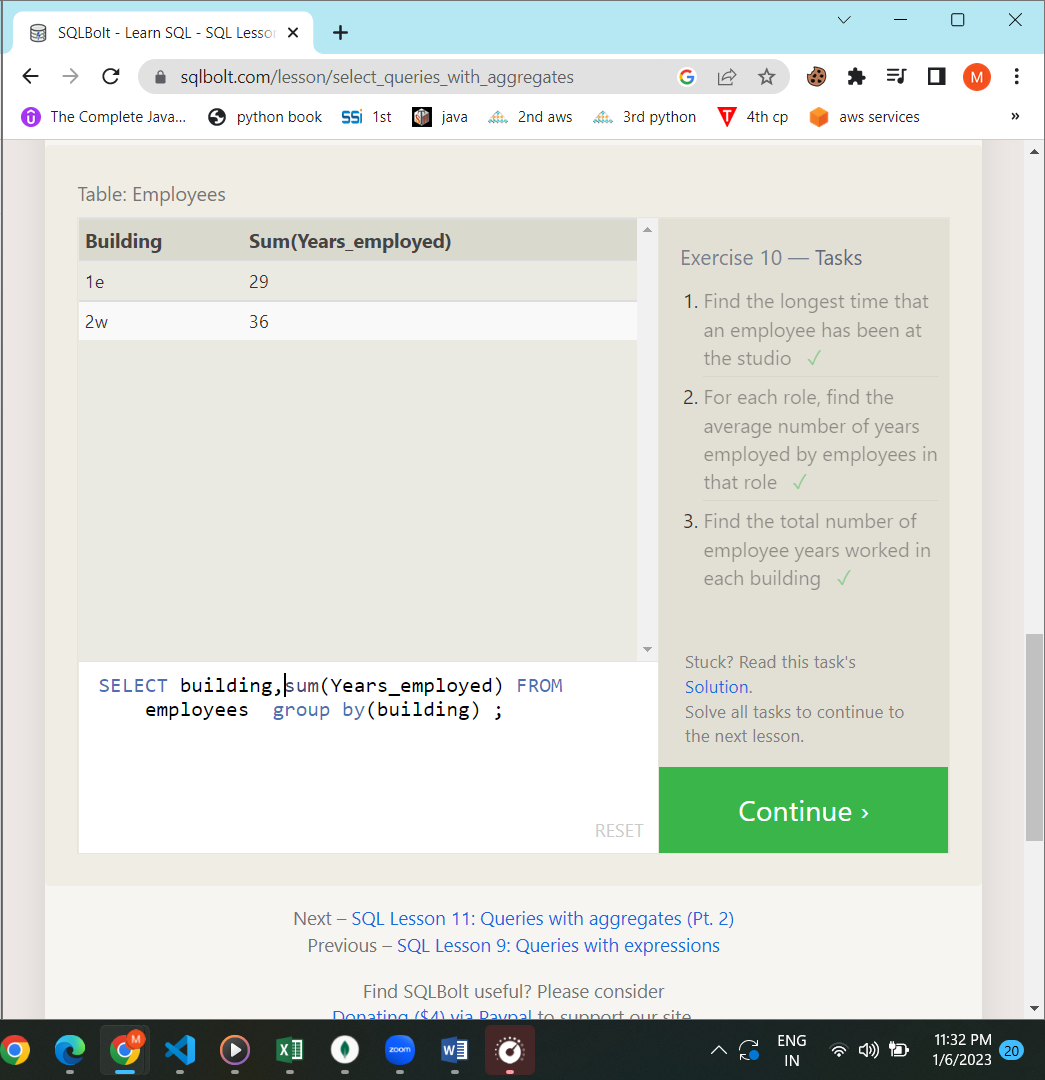 SQLBolt - Learn SQL - SQL Lesson
sqlbolt.com/lesson/select_queries_with_aggregates
M
The Complete Java...
python book
SSi 1st
java
2nd aws
3rd python
4th cp
aws services
»
Table: Employees
Building Sum(Years_employed)
1e 29
2w 36
SELECT building,sum(Years_employed) FROM
employees group by(building) ;
RESET
Exercise 10 — Tasks
1. Find the longest time that
an employee has been at
the studio ✓
2. For each role, find the
average number of years
employed by employees in
that role ✓
3. Find the total number of
employee years worked in
each building ✓
Stuck? Read this task's
Solution.
Solve all tasks to continue to
the next lesson.
Continue ›
Next – SQL Lesson 11: Queries with aggregates (Pt. 2)
Previous – SQL Lesson 9: Queries with expressions
Find SQLBolt useful? Please consider
Donating ($4) via Paypal to support our site.
M
zoom
ENG
IN
11:32 PM
1/6/2023
20